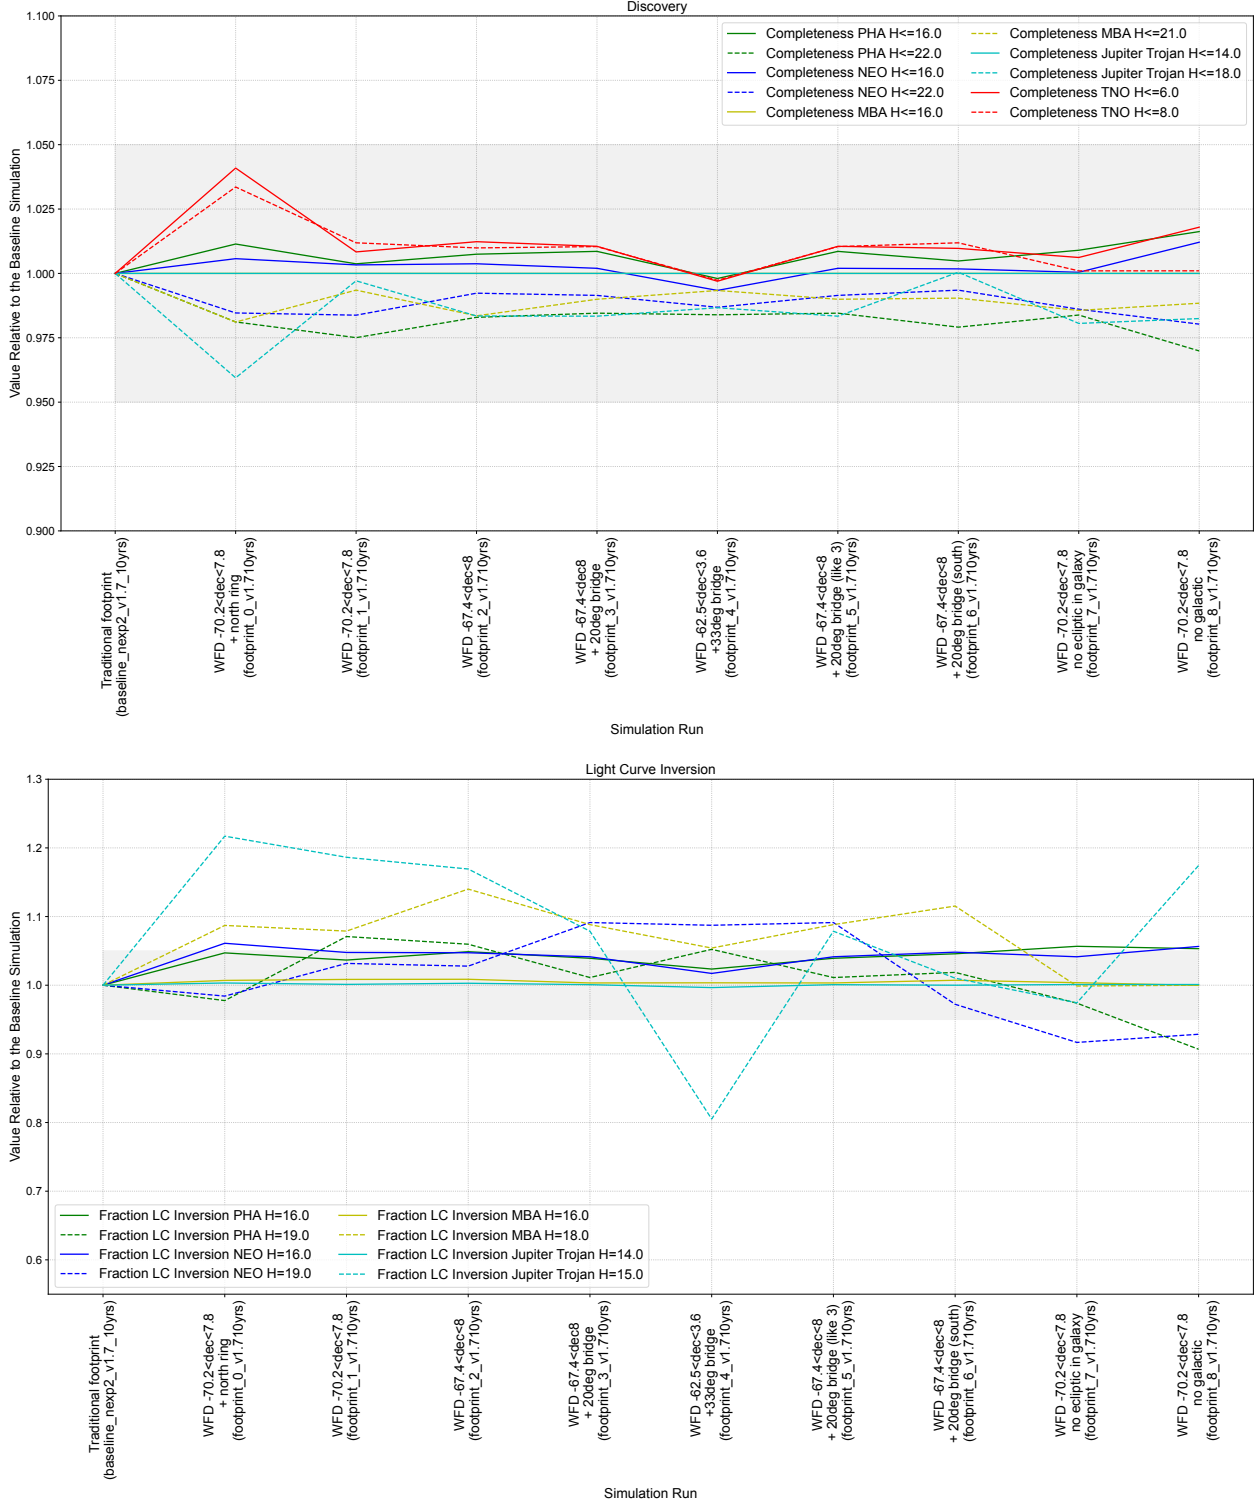 Discovery
Value Relative to the Baseline Simulation
1.100
1.075
1.050
1.025
1.000
0.975
0.950
0.925
0.900
Completeness PHA H<=16.0
Completeness PHA H<=22.0
Completeness NEO H<=16.0
Completeness NEO H<=22.0
Completeness MBA H<=16.0
Completeness MBA H<=21.0
Completeness Jupiter Trojan H<=14.0
Completeness Jupiter Trojan H<=18.0
Completeness TNO H<=6.0
Completeness TNO H<=8.0
Traditional footprint
(baseline_nexp2_v1.7_10yrs)
WFD -70.2<dec<7.8
+ north ring
(footprint_0_v1.710yrs)
WFD -70.2<dec<7.8
(footprint_1_v1.710yrs)
WFD -67.4<dec<8
(footprint_2_v1.710yrs)
WFD -67.4<dec8
+ 20deg bridge
(footprint_3_v1.710yrs)
WFD -62.5<dec<3.6
+33deg bridge
(footprint_4_v1.710yrs)
WFD -67.4<dec<8
+ 20deg bridge (like 3)
(footprint_5_v1.710yrs)
WFD -67.4<dec<8
+ 20deg bridge (south)
(footprint_6_v1.710yrs)
WFD -70.2<dec<7.8
no ecliptic in galaxy
(footprint_7_v1.710yrs)
WFD -70.2<dec<7.8
no galactic
(footprint_8_v1.710yrs)
Simulation Run
Light Curve Inversion
Value Relative to the Baseline Simulation
1.3
1.2
1.1
1.0
0.9
0.8
0.7
0.6
Fraction LC Inversion PHA H=16.0
Fraction LC Inversion PHA H=19.0
Fraction LC Inversion NEO H=16.0
Fraction LC Inversion NEO H=19.0
Fraction LC Inversion MBA H=16.0
Fraction LC Inversion MBA H=18.0
Fraction LC Inversion Jupiter Trojan H=14.0
Fraction LC Inversion Jupiter Trojan H=15.0
Traditional footprint
(baseline_nexp2_v1.7_10yrs)
WFD -70.2<dec<7.8
+ north ring
(footprint_0_v1.710yrs)
WFD -70.2<dec<7.8
(footprint_1_v1.710yrs)
WFD -67.4<dec<8
(footprint_2_v1.710yrs)
WFD -67.4<dec8
+ 20deg bridge
(footprint_3_v1.710yrs)
WFD -62.5<dec<3.6
+33deg bridge
(footprint_4_v1.710yrs)
WFD -67.4<dec<8
+ 20deg bridge (like 3)
(footprint_5_v1.710yrs)
WFD -67.4<dec<8
+ 20deg bridge (south)
(footprint_6_v1.710yrs)
WFD -70.2<dec<7.8
no ecliptic in galaxy
(footprint_7_v1.710yrs)
WFD -70.2<dec<7.8
no galactic
(footprint_8_v1.710yrs)
Simulation Run